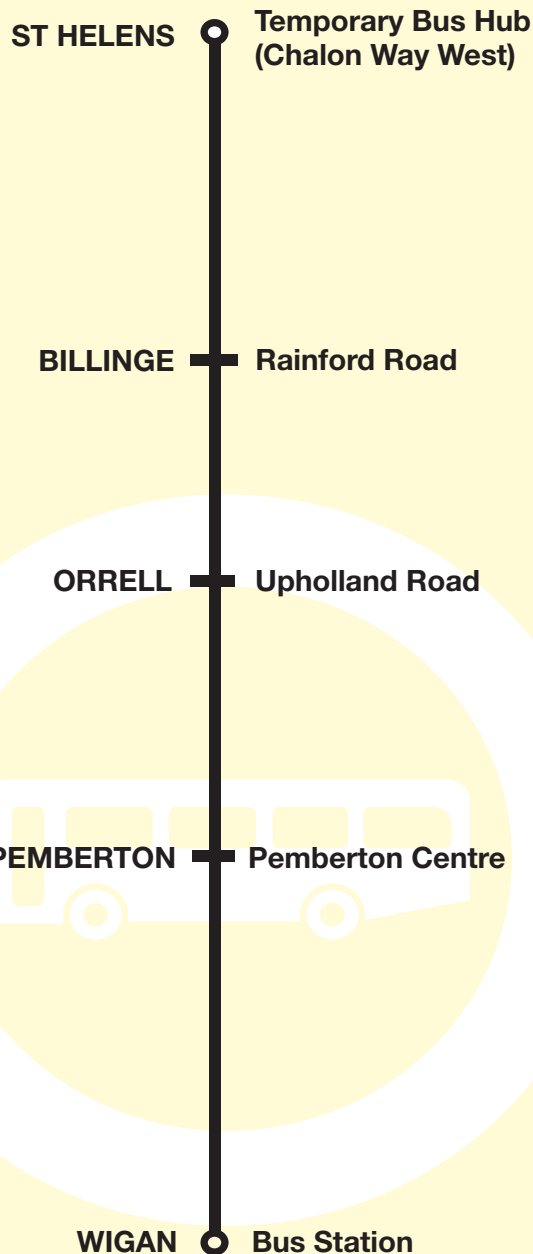 ST HELENS Temporary Bus Hub
(Chalon Way West)
BILLINGE Rainford Road
ORRELL Upholland Road
PEMBERTON Pemberton Centre
WIGAN Bus Station